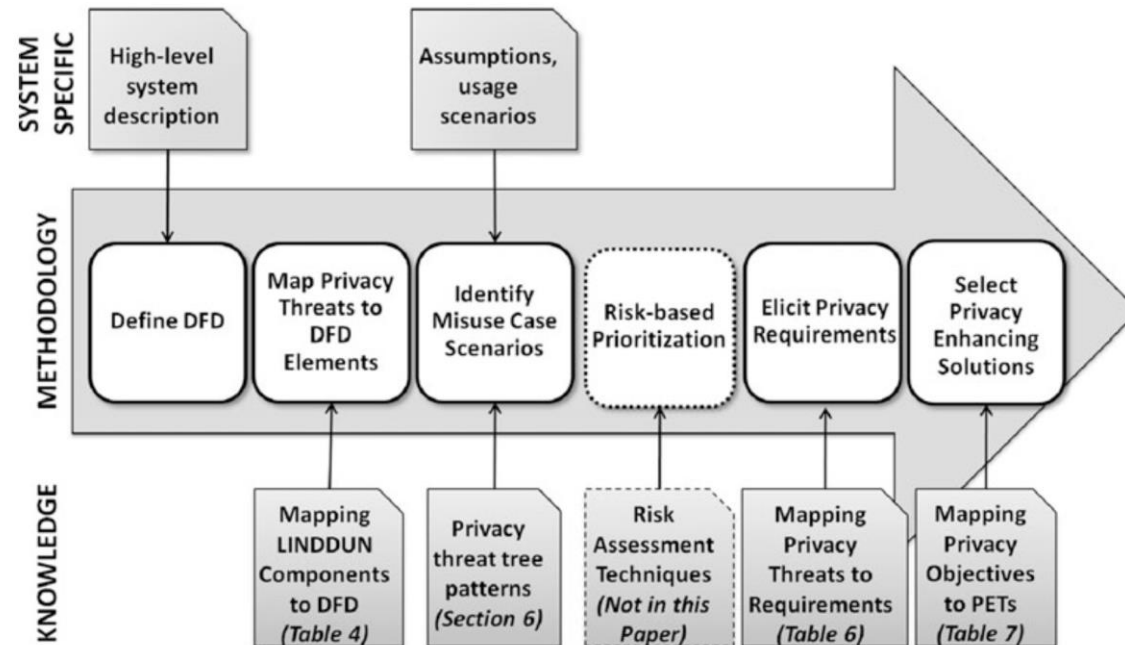 SYSTEM
SPECIFIC
High-level
system
description
Assumptions,
usage
scenarios
METHODOLOGY
Define DFD
Map Privacy
Threats to
DFD
Elements
Identify
Misuse Case
Scenarios
Risk-based
Prioritization
Elicit Privacy
Requirements
Select
Privacy
Enhancing
Solutions
KNOWLEDGE
Mapping
LINDDUN
Components
to DFD
(Table 4)
Privacy
threat tree
patterns
(Section 6)
Risk
Assessment
Techniques
(Not in this
Paper)
Mapping
Privacy
Threats to
Requirements
(Table 6)
Mapping
Privacy
Objectives
to PETs
(Table 7)